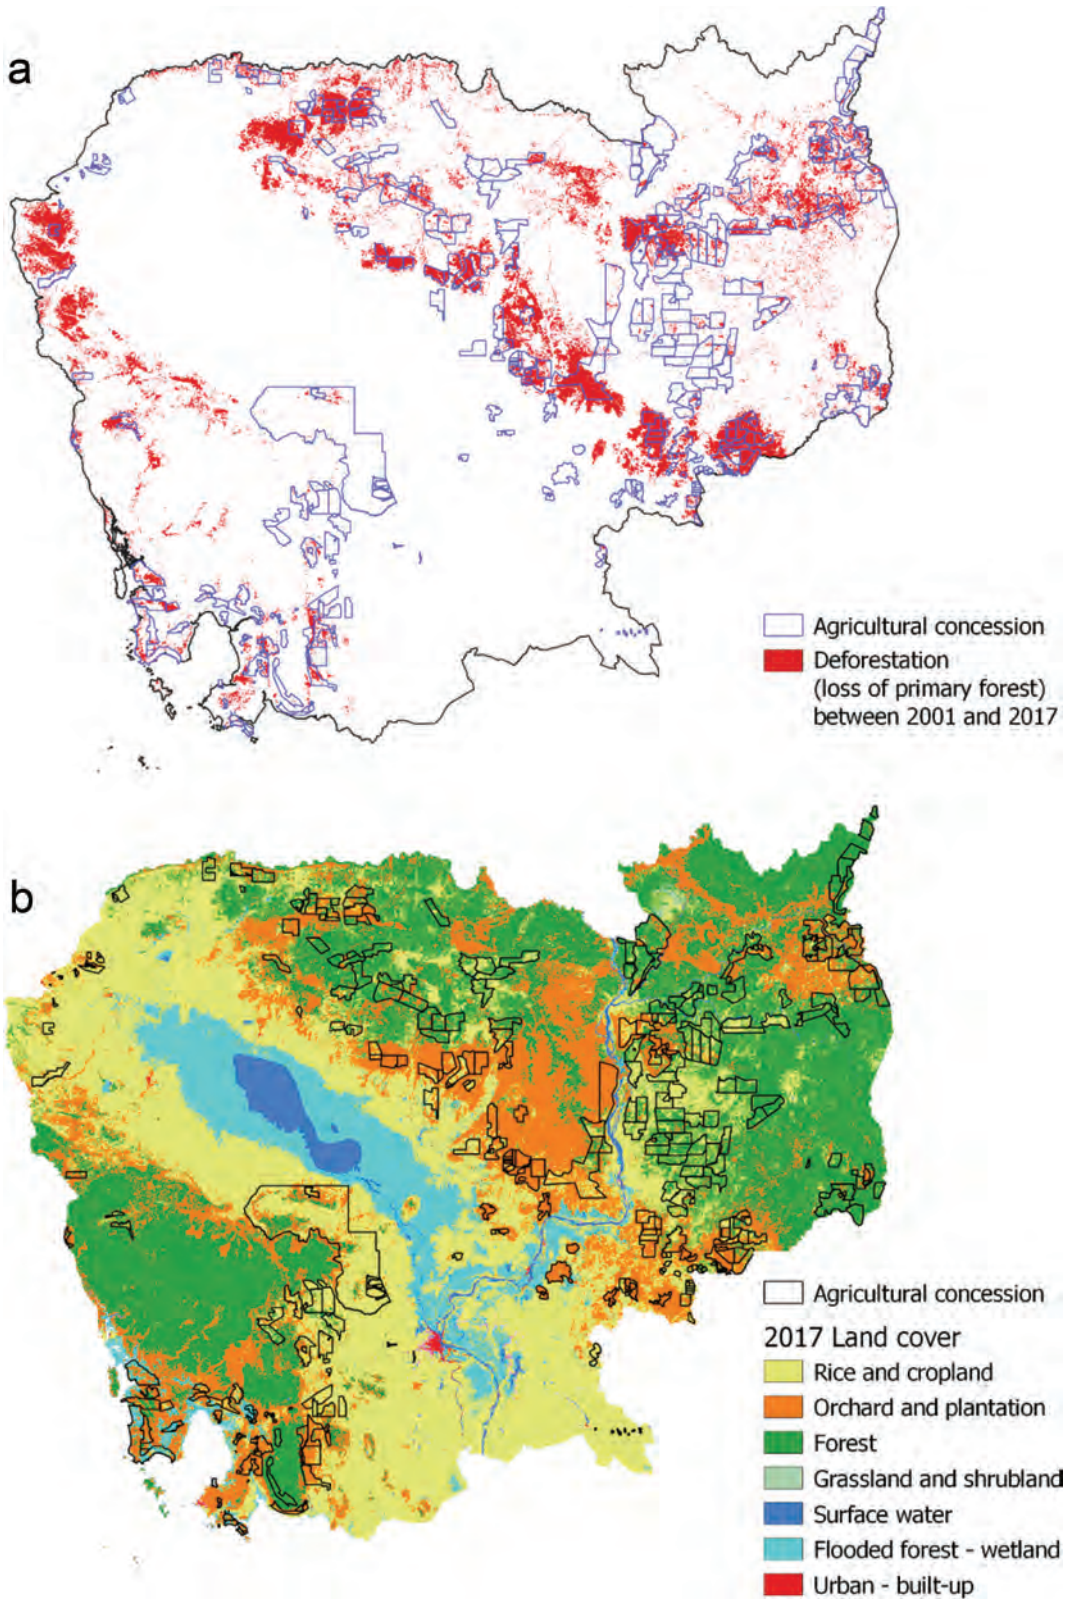 a
Agricultural concession
Deforestation
(loss of primary forest)
between 2001 and 2017
b
Agricultural concession
2017 Land cover
Rice and cropland
Orchard and plantation
Forest
Grassland and shrubland
Surface water
Flooded forest - wetland
Urban - built-up